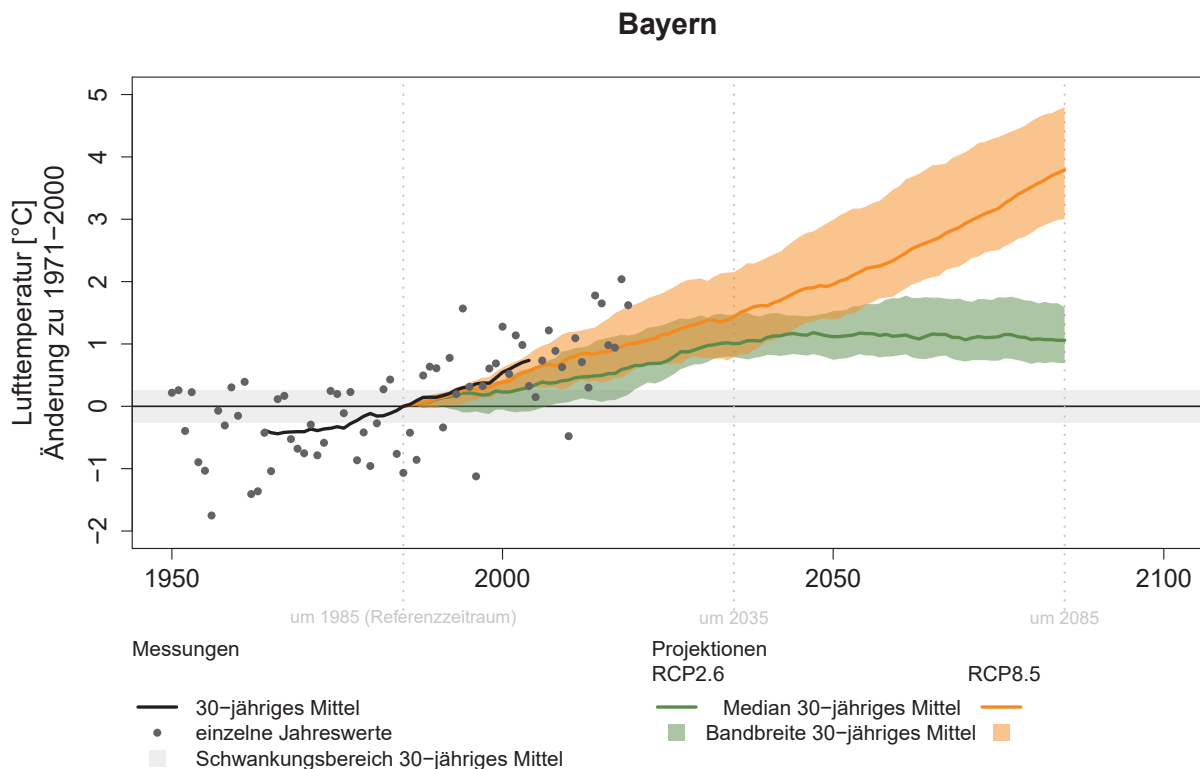 Bayern
Lufttemperatur [°C]
Änderung zu 1971−2000
5
4
3
2
1
0
−1
−2
1950
2000
2050
2100
um 1985 (Referenzzeitraum)
um 2035
um 2085
Messungen
30−jähriges Mittel
einzelne Jahreswerte
Schwankungsbereich 30−jähriges Mittel
Projektionen
RCP2.6
RCP8.5
Median 30−jähriges Mittel
Bandbreite 30−jähriges Mittel